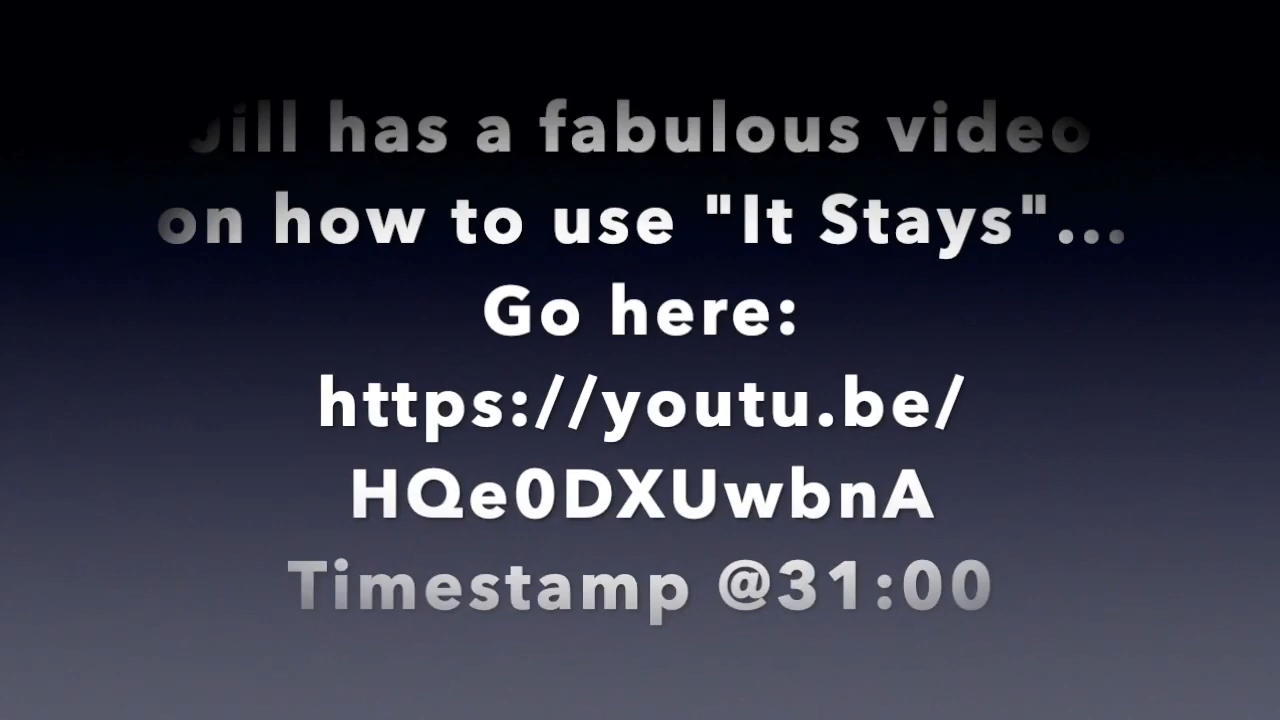 Jill has a fabulous video
on how to use "It Stays"...
Go here:
https://youtu.be/
HQe0DXUwbnA
Timestamp @31:00